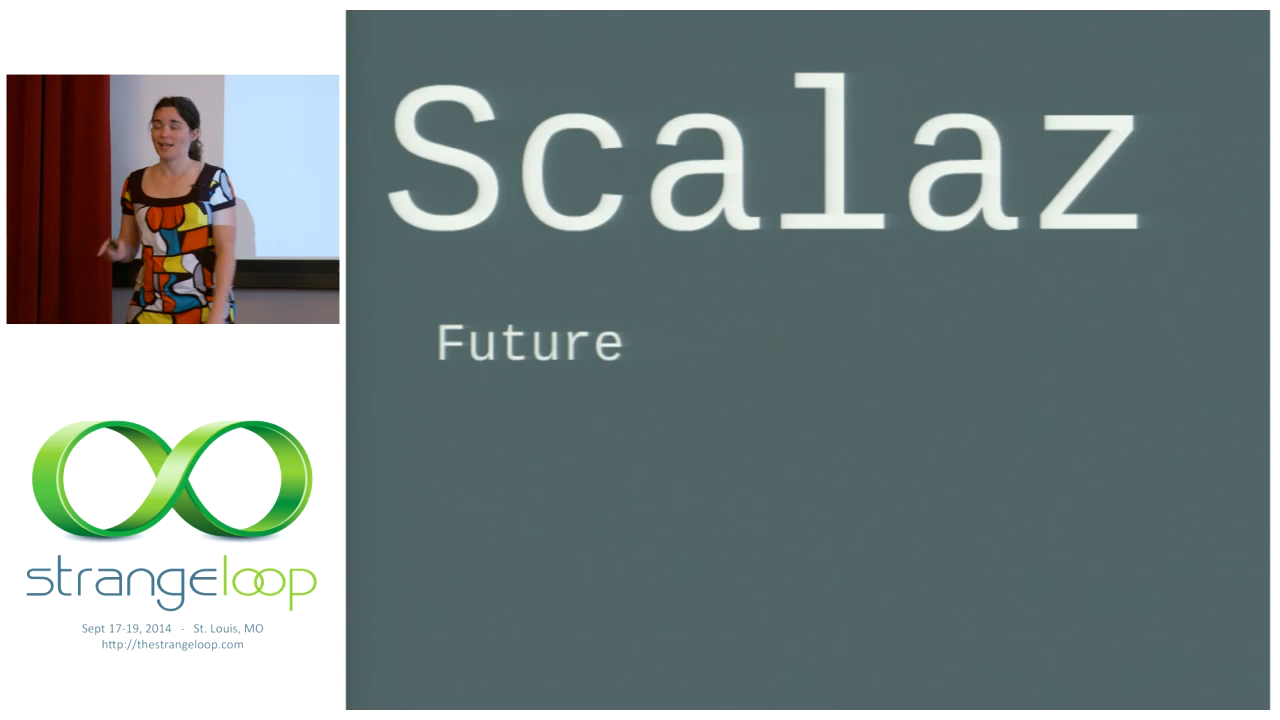 Scalaz
Future
strangeloop
Sept 17-19, 2014 - St. Louis, MO
http://thestrangeloop.com